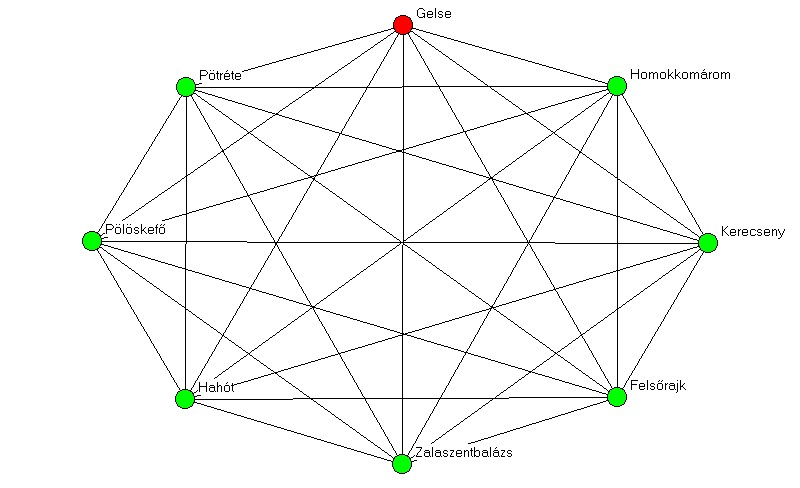 Gelse
Pötréte
Homokkomárom
Pölöskefő
Kerecseny
Hahót
Felsőrajk
Zalaszentbalázs